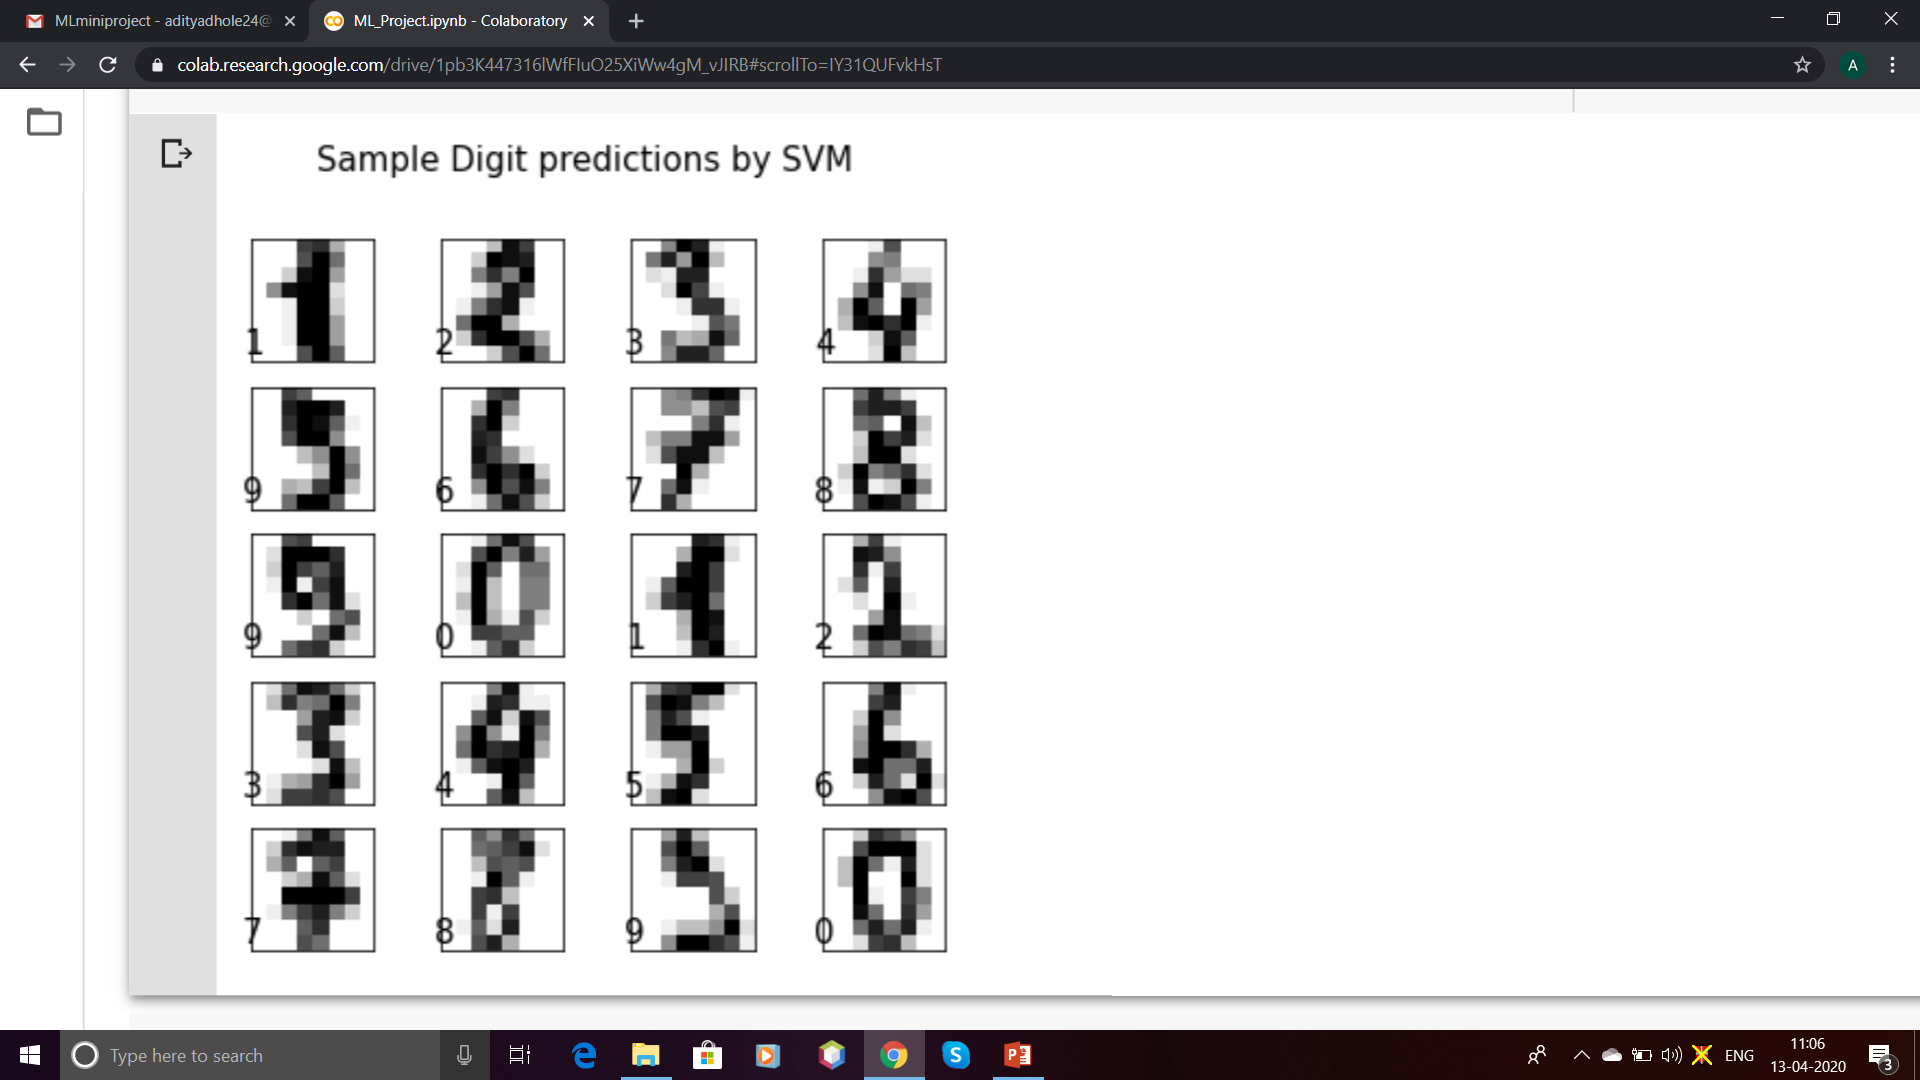 MLminiproject - adityadhole24@
ML_Project.ipynb - Colaboratory
colab.research.google.com/drive/1pb3K447316lWfFIuO25XiWw4gM_vJIRB#scrollTo=IY31QUFvkHsT
A
Sample Digit predictions by SVM
1 2 3 4
9 6 7 8
9 0 1 2
3 4 5 6
7 8 9 0
Type here to search
ENG
11:06
13-04-2020
3